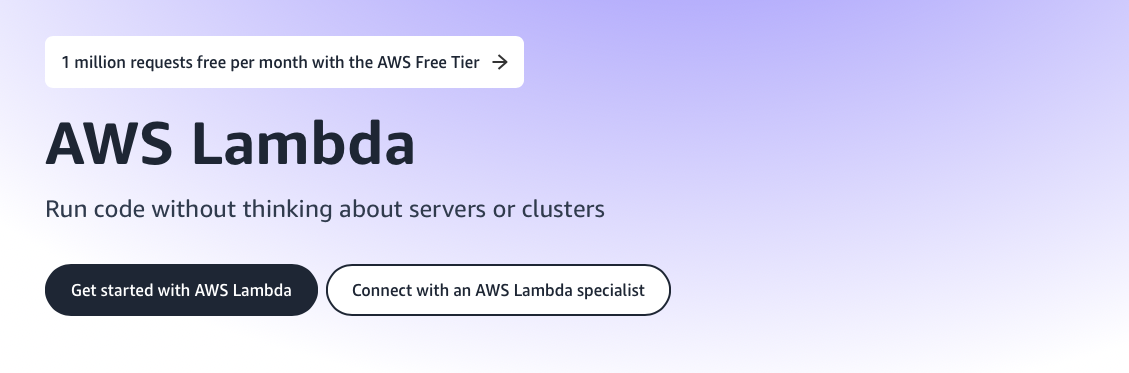 1 million requests free per month with the AWS Free Tier →
AWS Lambda
Run code without thinking about servers or clusters
Get started with AWS Lambda
Connect with an AWS Lambda specialist